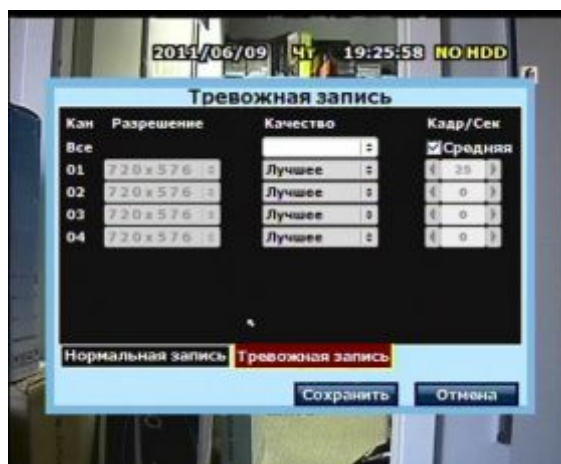 2011/06/09 Чт 19:25:58 NO HDD
Тревожная запись
Кан Разрешение Качество Кадр/Сек
Все Средняя
01 720x576 Лучшее 25
02 720x576 Лучшее 0
03 720x576 Лучшее 0
04 720x576 Лучшее 0
Нормальная запись Тревожная запись
Сохранить Отмена